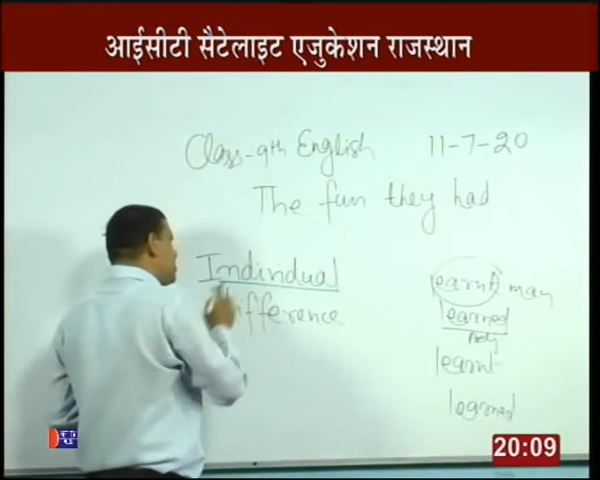 आईसीटी सैटेलाइट एजुकेशन राजस्थान
Class-9th English 11-7-20
The fun they had
Individual
difference
learnt man
learned
learnt
learned
20:09